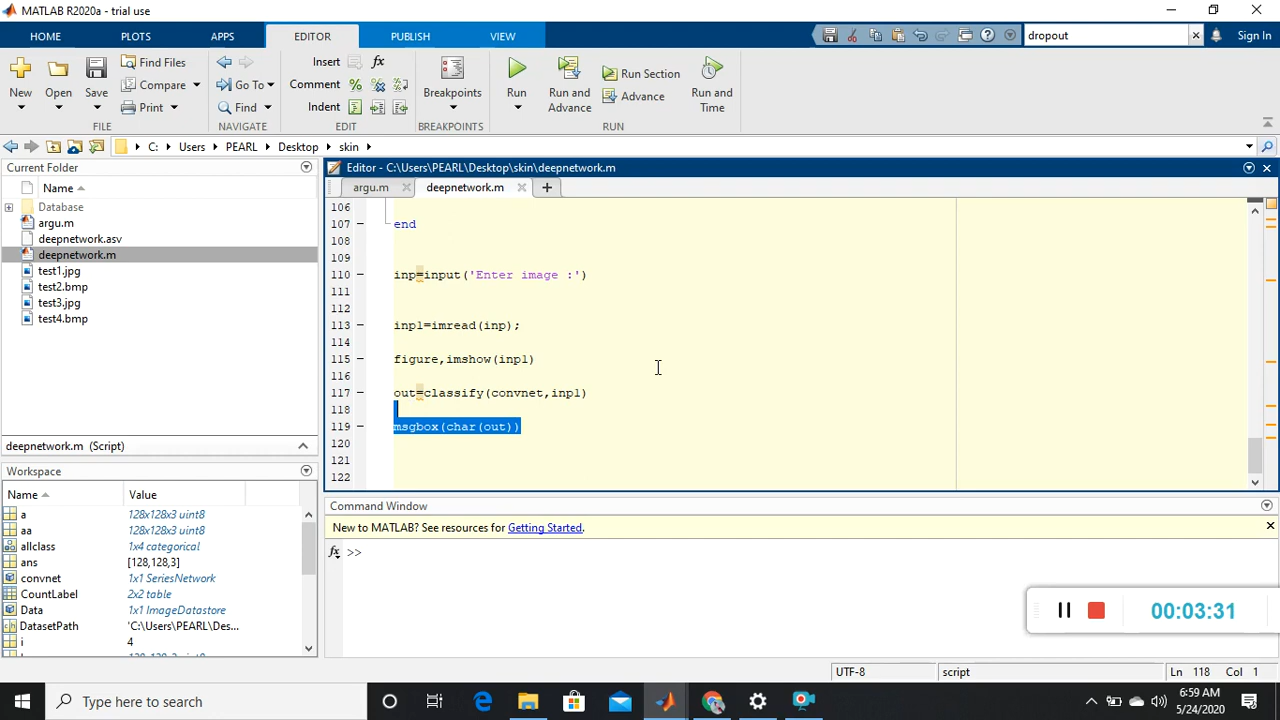 MATLAB R2020a - trial use
HOME PLOTS APPS EDITOR PUBLISH VIEW dropout Sign In
New Open Save Find Files Compare Print Insert Comment Indent Go To Find Breakpoints Run Run and Advance Run Section Advance Run and Time
FILE NAVIGATE EDIT BREAKPOINTS RUN
C: Users PEARL Desktop skin
Current Folder
Name
Database
argu.m
deepnetwork.asv
deepnetwork.m
test1.jpg
test2.bmp
test3.jpg
test4.bmp
deepnetwork.m (Script)
Workspace
Name Value
a 128x128x3 uint8
aa 128x128x3 uint8
allclass 1x4 categorical
ans [128,128,3]
convnet 1x1 SeriesNetwork
CountLabel 2x2 table
Data 1x1 ImageDatastore
DatasetPath 'C:\Users\PEARL\Des...
i 4
Editor - C:\Users\PEARL\Desktop\skin\deepnetwork.m
argu.m deepnetwork.m
106
107 end
108
109
110 inp=input('Enter image :')
111
112
113 inp1=imread(inp);
114
115 figure,imshow(inp1)
116
117 out=classify(convnet,inp1)
118
119 msgbox(char(out))
120
121
122
Command Window
New to MATLAB? See resources for Getting Started.
fx >>
00:03:31
UTF-8 script Ln 118 Col 1
Type here to search
6:59 AM
5/24/2020